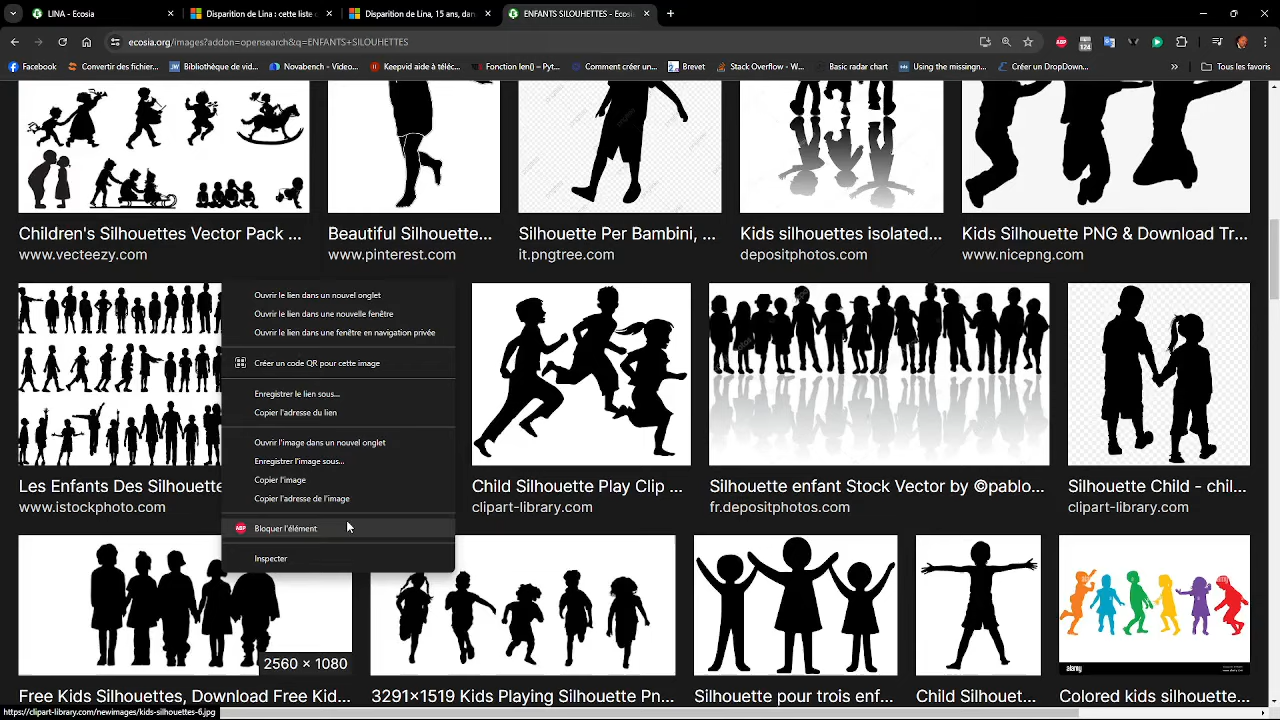 LINA - Ecosia
Disparition de Lina : cette liste c
Disparition de Lina, 15 ans, dan
ENFANTS SILOUHETTES - Ecosi
ecosia.org/images?addon=opensearch&q=ENFANTS+SILOUHETTES
124
Facebook
Convertir des fichier...
Bibliothèque de vid...
Novabench - Video...
Keepvid aide à téléc...
Fonction len() — Pyt...
Comment créer un...
Brevet
Stack Overflow - W...
Basic radar chart
Using the missingn...
Créer un DropDown...
Tous les favoris
Children's Silhouettes Vector Pack ...
Beautiful Silhouette...
Silhouette Per Bambini, ...
Kids silhouettes isolated...
Kids Silhouette PNG & Download Tr...
www.vecteezy.com
www.pinterest.com
it.pngtree.com
depositphotos.com
www.nicepng.com
Ouvrir le lien dans un nouvel onglet
Ouvrir le lien dans une nouvelle fenêtre
Ouvrir le lien dans une fenêtre en navigation privée
Créer un code QR pour cette image
Enregistrer le lien sous...
Copier l'adresse du lien
Ouvrir l'image dans un nouvel onglet
Enregistrer l'image sous...
Copier l'image
Copier l'adresse de l'image
ABP
Bloquer l'élément
Inspecter
Les Enfants Des Silhouette
Child Silhouette Play Clip ...
Silhouette enfant Stock Vector by ©pablo...
Silhouette Child - chil...
www.istockphoto.com
clipart-library.com
fr.depositphotos.com
clipart-library.com
2560 × 1080
alamy
Free Kids Silhouettes, Download Free Kid...
3291×1519 Kids Playing Silhouette Pn...
Silhouette pour trois enf...
Child Silhouet...
Colored kids silhouette...
https://clipart-library.com/newimages/kids-silhouettes-6.jpg